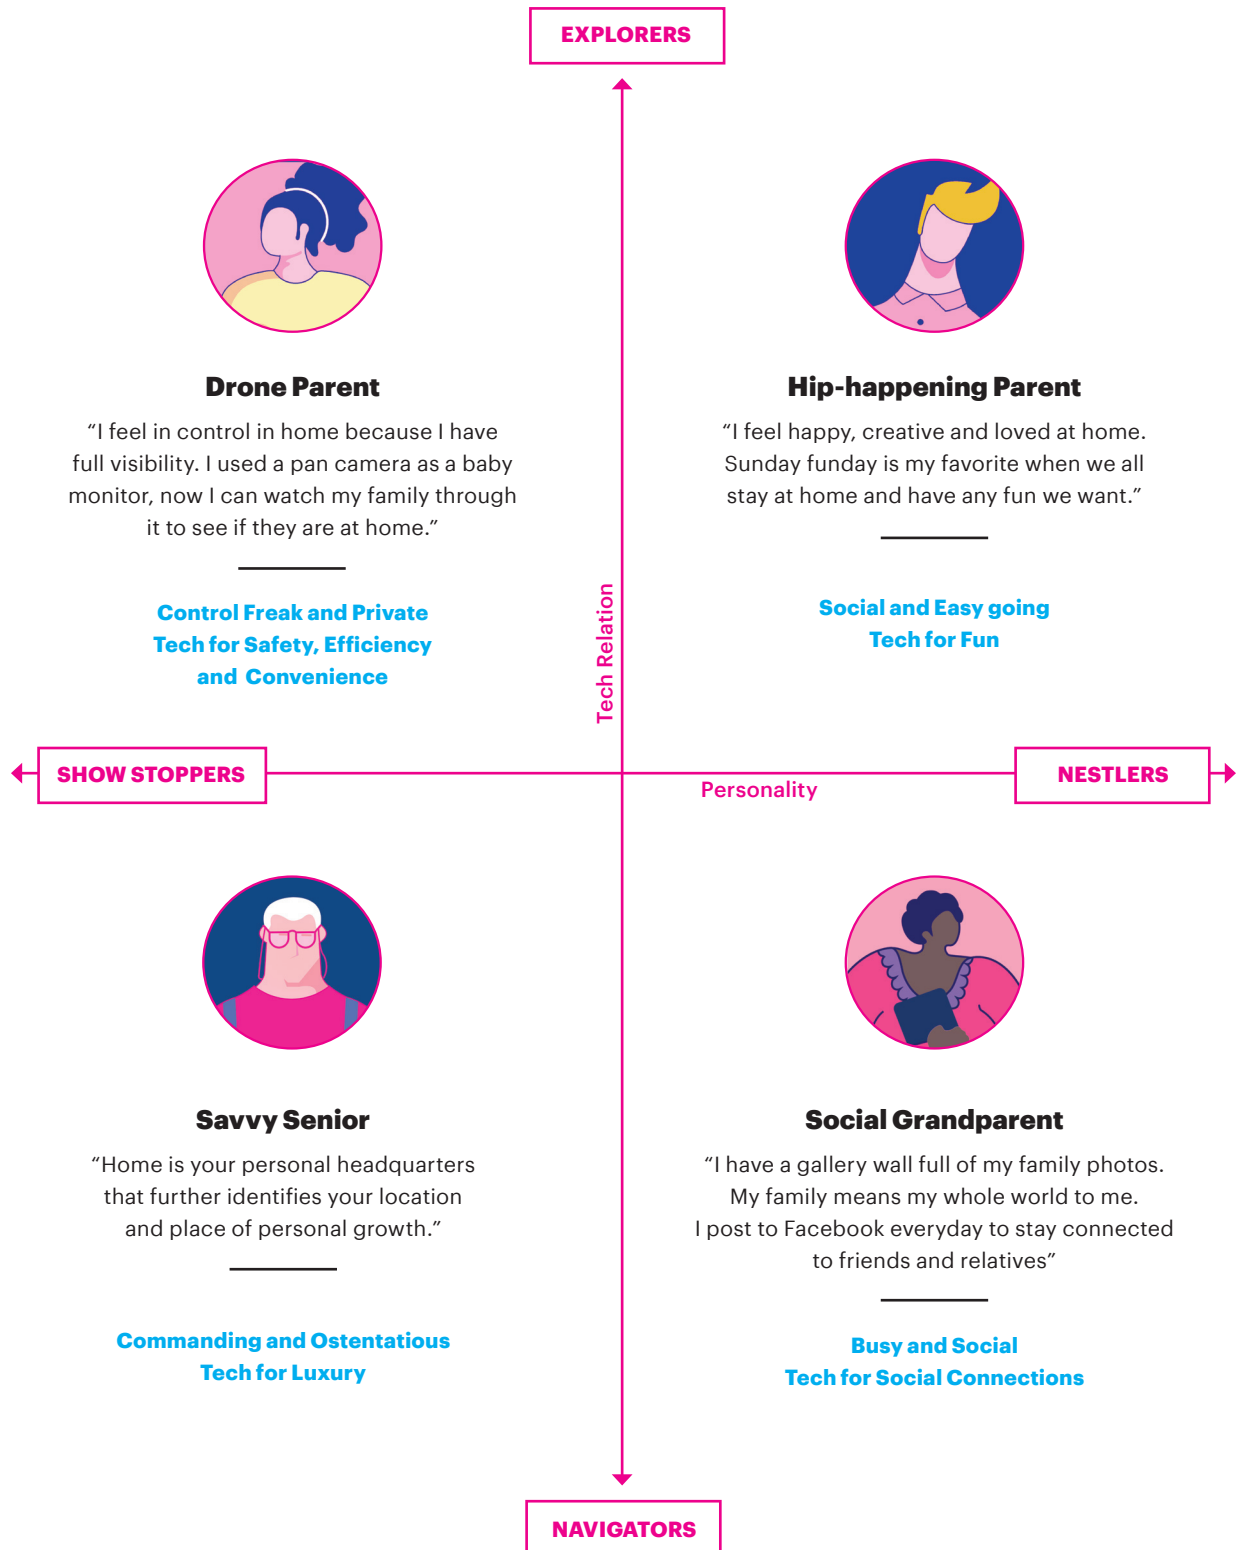 EXPLORERS
Drone Parent
“I feel in control in home because I have
full visibility. I used a pan camera as a baby
monitor, now I can watch my family through
it to see if they are at home.”
Control Freak and Private
Tech for Safety, Efficiency
and Convenience
Hip-happening Parent
“I feel happy, creative and loved at home.
Sunday funday is my favorite when we all
stay at home and have any fun we want.”
Social and Easy going
Tech for Fun
Tech Relation
SHOW STOPPERS
Personality
NESTLERS
Savvy Senior
“Home is your personal headquarters
that further identifies your location
and place of personal growth.”
Commanding and Ostentatious
Tech for Luxury
Social Grandparent
“I have a gallery wall full of my family photos.
My family means my whole world to me.
I post to Facebook everyday to stay connected
to friends and relatives”
Busy and Social
Tech for Social Connections
NAVIGATORS